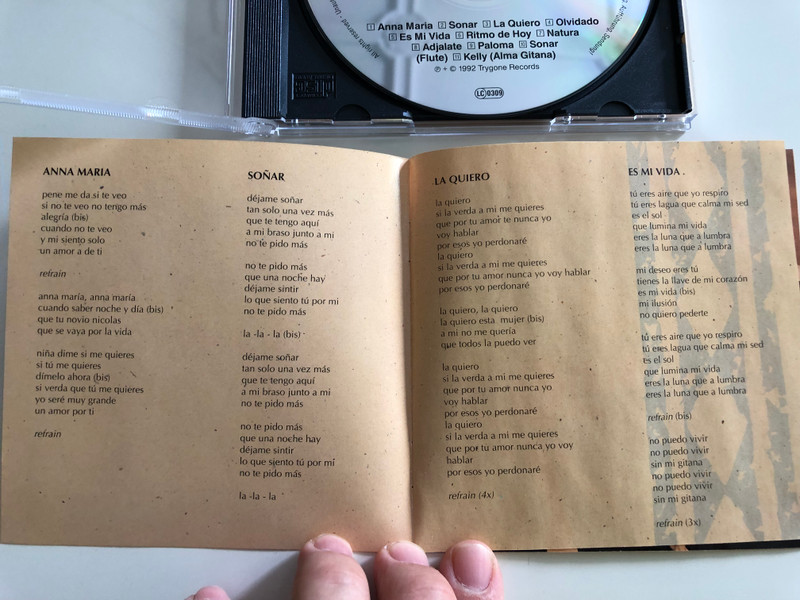 All rights reserved - Unau
1 Anna Maria 2 Sonar 3 La Quiero 4 Olvidado
5 Es Mi Vida 6 Ritmo de Hoy 7 Natura
8 Adjalate 9 Paloma 10 Sonar
(Flute) 11 Kelly (Alma Gitana)
℗ + © 1992 Trygone Records
LC 0309
ANNA MARIA
pene me da si te veo
si no te veo no tengo más
alegría (bis)
cuando no te veo
y mi siento solo
un amor a de ti
refrain
anna maría, anna maría
cuando saber noche y día (bis)
que tu novio nicolas
que se vaya por la vida
niña dime si me quieres
si tú me quieres
dímelo ahora (bis)
si verda que tú me quieres
yo seré muy grande
un amor por ti
refrain
SOÑAR
déjame soñar
tan solo una vez más
que te tengo aquí
a mi braso junto a mi
no te pido más
no te pido más
que una noche hay
déjame sintir
lo que siento tú por mi
no te pido más
la -la - la (bis)
déjame soñar
tan solo una vez más
que te tengo aquí
a mi braso junto a mi
no te pido más
no te pido más
que una noche hay
déjame sintir
lo que siento tú por mi
no te pido más
la -la - la
LA QUIERO
la quiero
si la verda a mi me quieres
que por tu amor te nunca yo
voy hablar
por esos yo perdonaré
la quiero
si la verda a mi me quieres
que por tu amor nunca yo voy hablar
por esos yo perdonaré
la quiero, la quiero
la quiero esta mujer (bis)
a mi no me quería
que todos la puedo ver
la quiero
si la verda a mi me quieres
que por tu amor nunca yo
voy hablar
por esos yo perdonaré
la quiero
si la verda a mi me quieres
que por tu amor nunca yo voy
hablar
por esos yo perdonaré
refrain (4x)
ES MI VIDA .
tú eres aire que yo respiro
tú eres lagua que calma mi sed
es el sol
que lumina mi vida
eres la luna que a lumbra
eres la luna que a lumbra
mi deseo eres tú
tienes la llave de mi corazón
es mi vida (bis)
mi ilusión
no quiero pederte
tú eres aire que yo respiro
tú eres lagua que calma mi sed
es el sol
que lumina mi vida
eres la luna que a lumbra
eres la luna que a lumbra
refrain (bis)
no puedo vivir
no puedo vivir
sin mi gitana
no puedo vivir
no puedo vivir
sin mi gitana
refrain (3x)